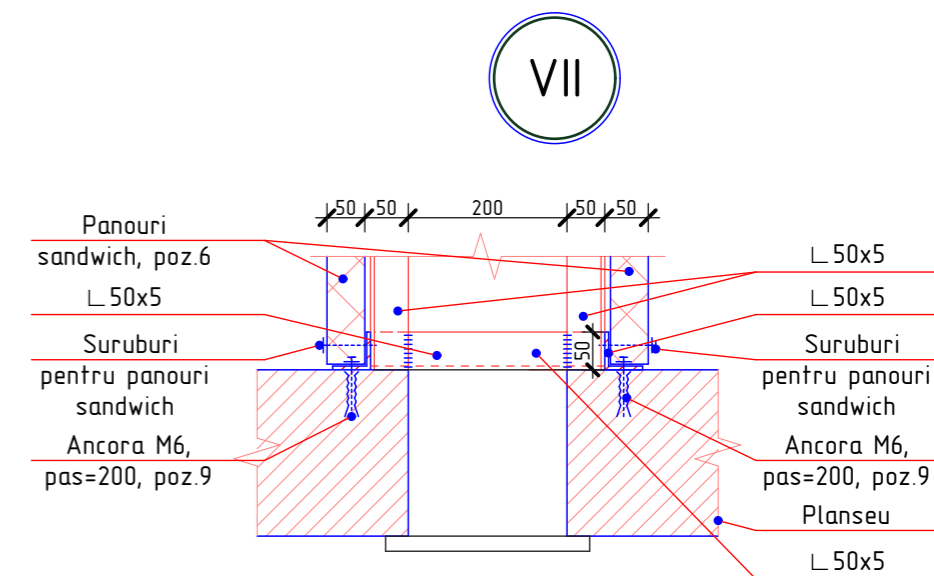 VII
50 50 200 50 50
Panouri
sandwich, poz.6
∟50x5
Suruburi
pentru panouri
sandwich
Ancora M6,
pas=200, poz.9
50
∟50x5
∟50x5
Suruburi
pentru panouri
sandwich
Ancora M6,
pas=200, poz.9
Planseu
∟50x5